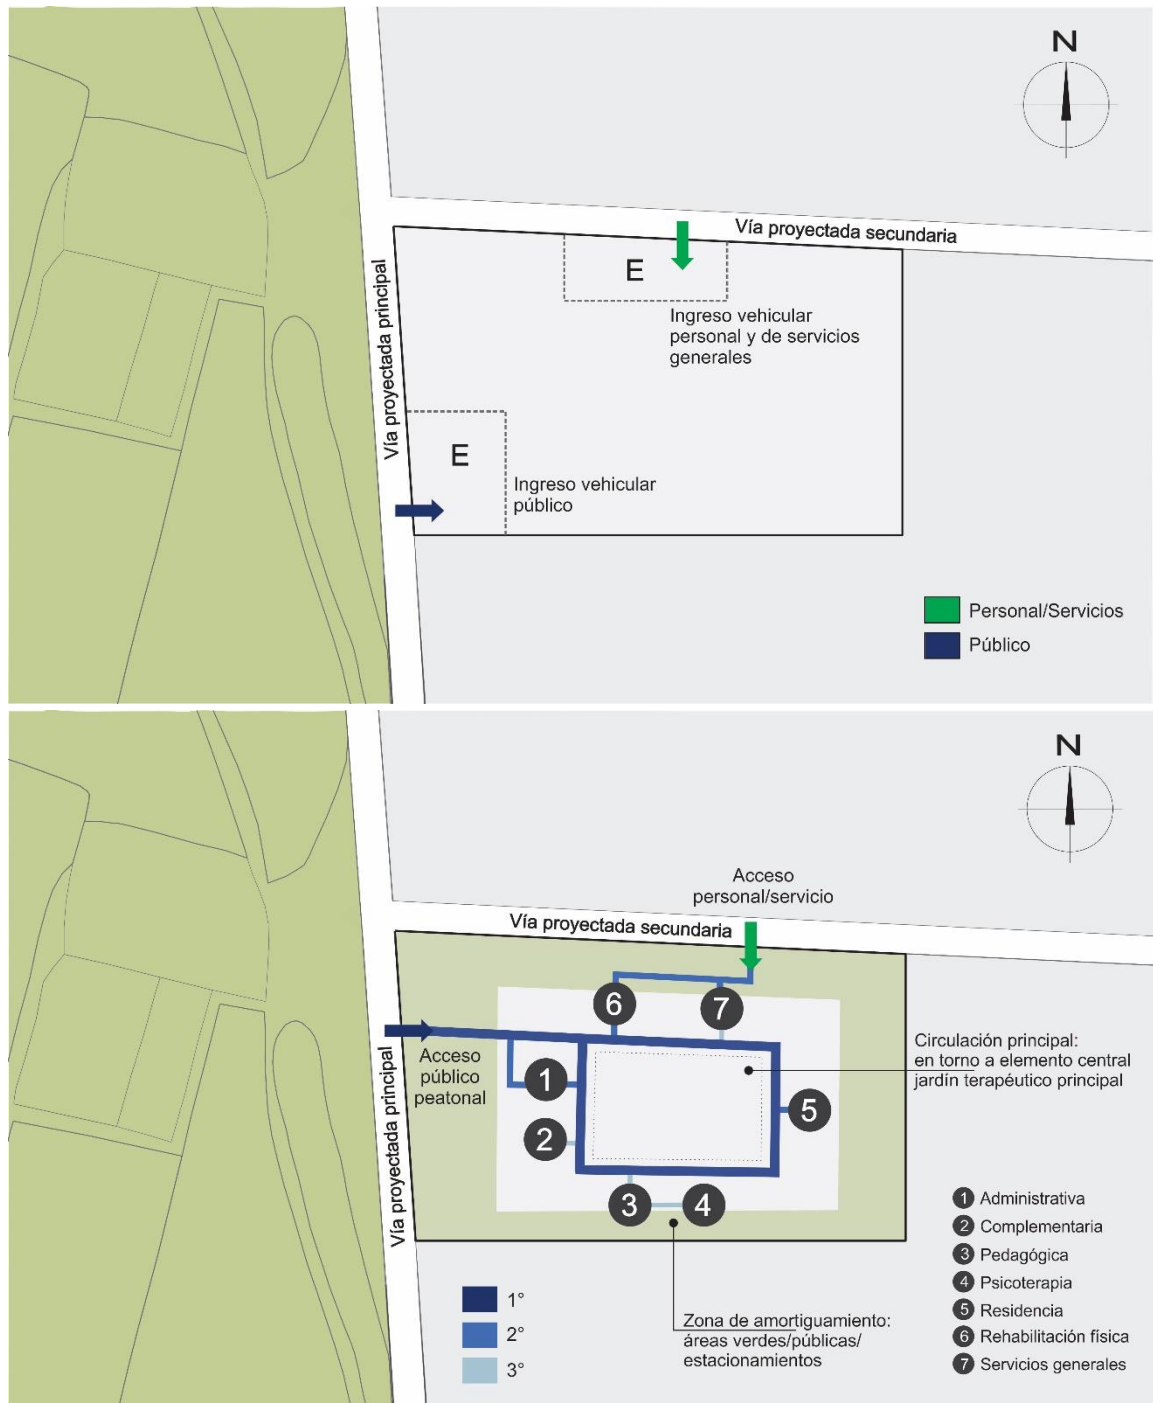 N
Vía proyectada secundaria
E
Ingreso vehicular
personal y de servicios
generales
Vía proyectada principal
E
Ingreso vehicular
público
Personal/Servicios
Público
N
Acceso
personal/servicio
Vía proyectada secundaria
6
7
Acceso
público
peatonal
Circulación principal:
en torno a elemento central
jardín terapéutico principal
1
5
2
Vía proyectada principal
3
4
1 Administrativa
2 Complementaria
3 Pedagógica
4 Psicoterapia
5 Residencia
6 Rehabilitación física
7 Servicios generales
1°
2°
3°
Zona de amortiguamiento:
áreas verdes/públicas/
estacionamientos